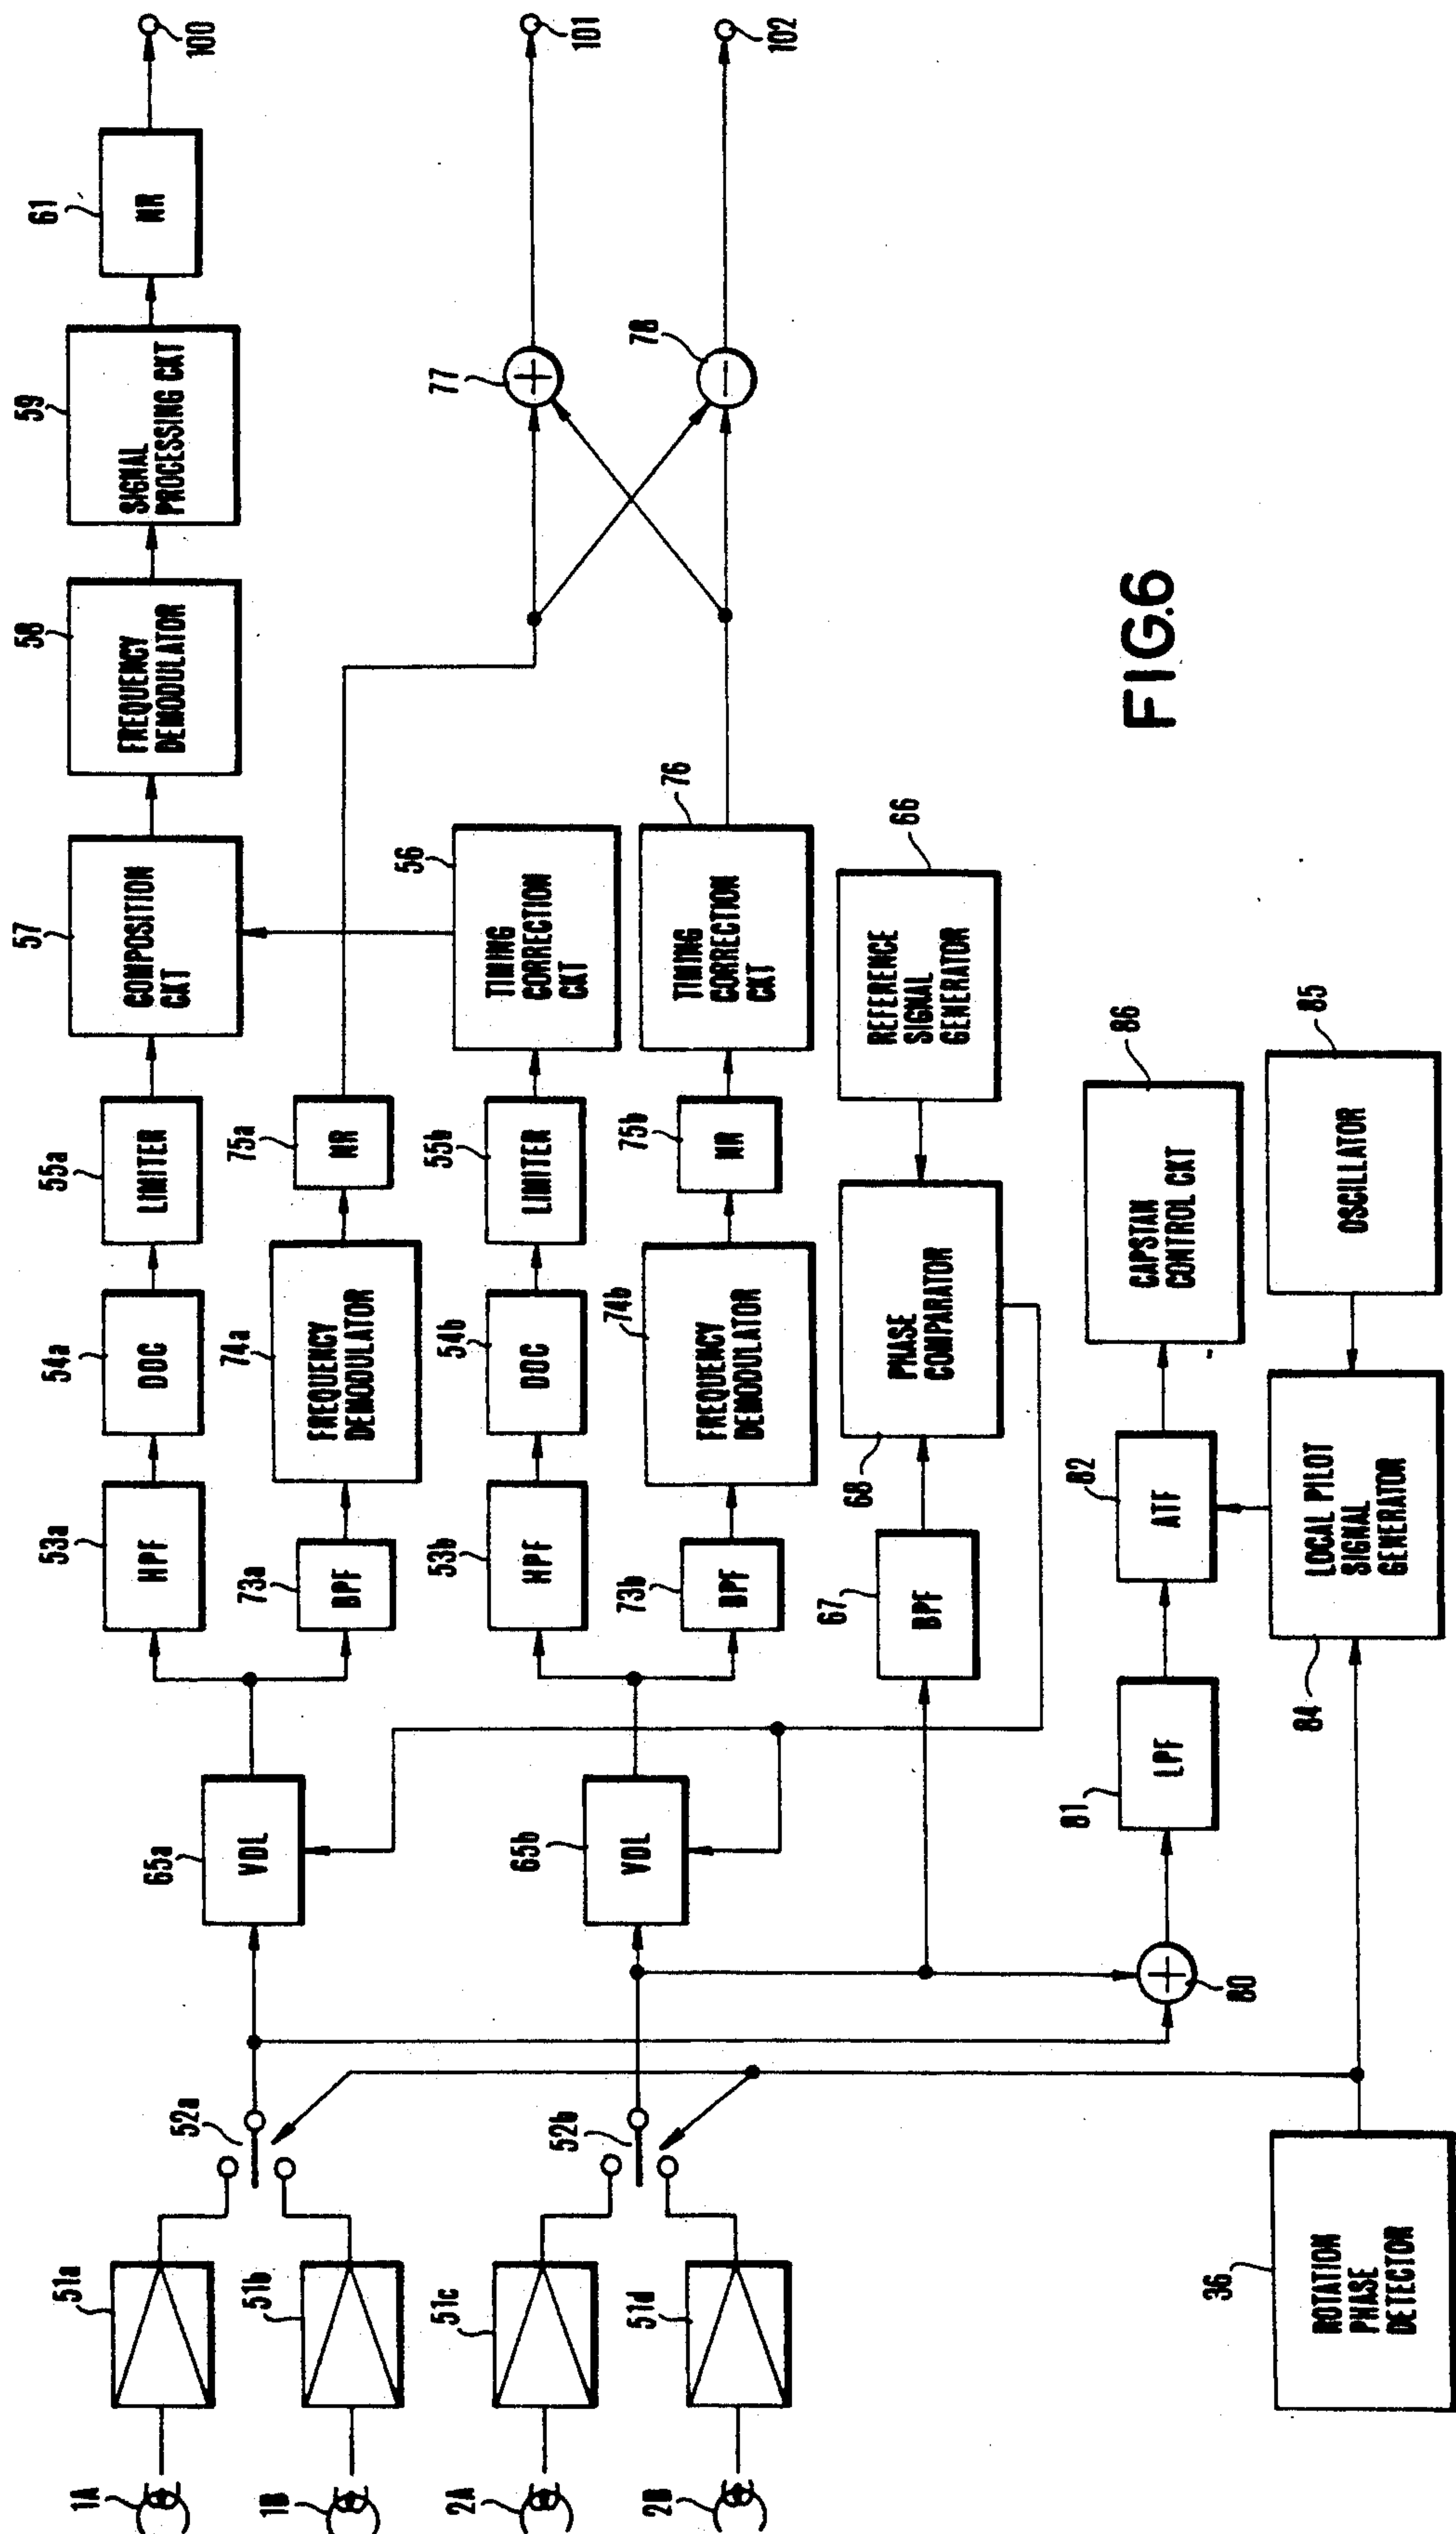 1A
51a
1B
51b
2A
51c
2B
51d
52a
52b
36
ROTATION
PHASE
DETECTOR
65a
VDL
65b
VDL
80
81
LPF
53a
HPF
54a
DOC
55a
LIMITER
57
COMPOSITION
CKT
58
FREQUENCY
DEMODULATOR
59
SIGNAL
PROCESSING CKT
61
NR
100
73a
BPF
74a
FREQUENCY
DEMODULATOR
75a
NR
53b
HPF
54b
DOC
55b
LIMITER
56
TIMING
CORRECTION
CKT
73b
BPF
74b
FREQUENCY
DEMODULATOR
75b
NR
76
TIMING
CORRECTION
CKT
77
101
78
102
67
BPF
68
PHASE
COMPARATOR
66
REFERENCE
SIGNAL
GENERATOR
82
ATF
86
CAPSTAN
CONTROL CKT
84
LOCAL PILOT
SIGNAL
GENERATOR
85
OSCILLATOR
FIG.6